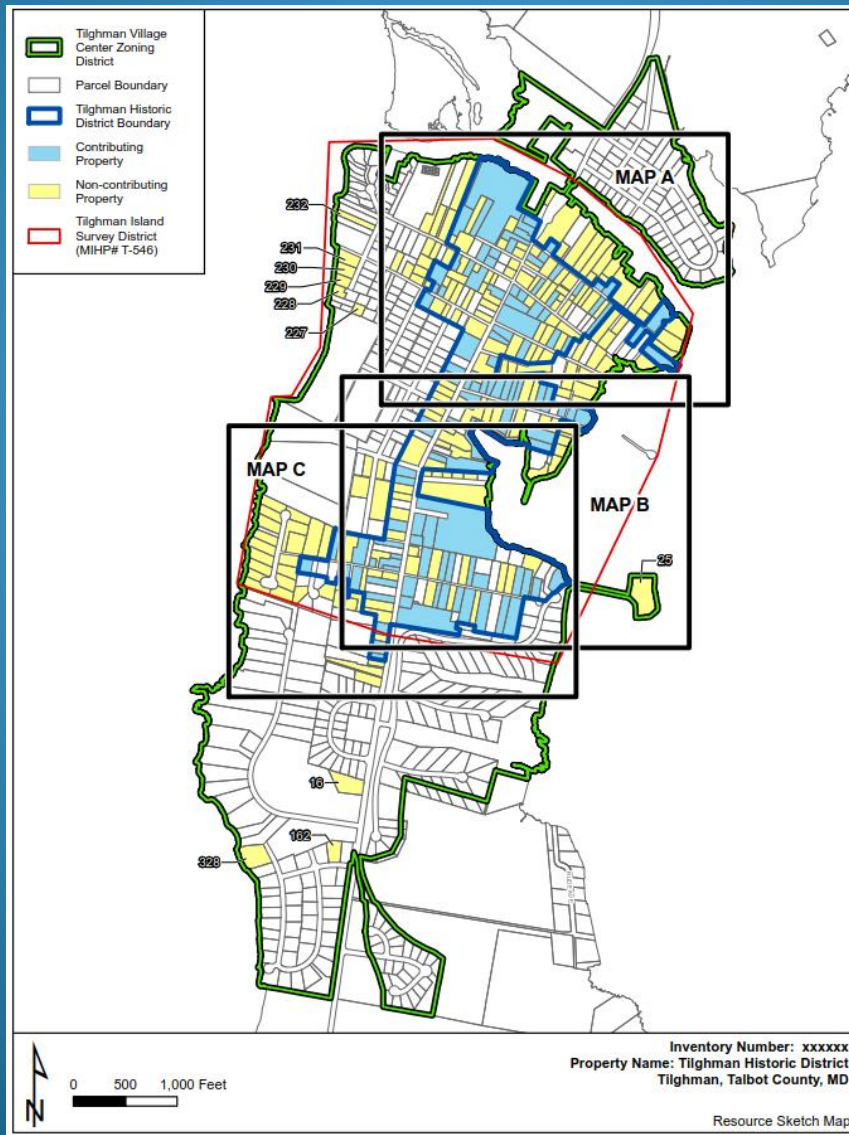 Tilghman Village
Center Zoning
District
Parcel Boundary
Tilghman Historic
District Boundary
Contributing
Property
Non-contributing
Property
Tilghman Island
Survey District
(MIHP# T-546)
MAP A
232
231
230
229
228
227
MAP C
MAP B
25
16
162
328
N
0 500 1,000 Feet
Inventory Number: xxxxxx
Property Name: Tilghman Historic District
Tilghman, Talbot County, MD
Resource Sketch Map